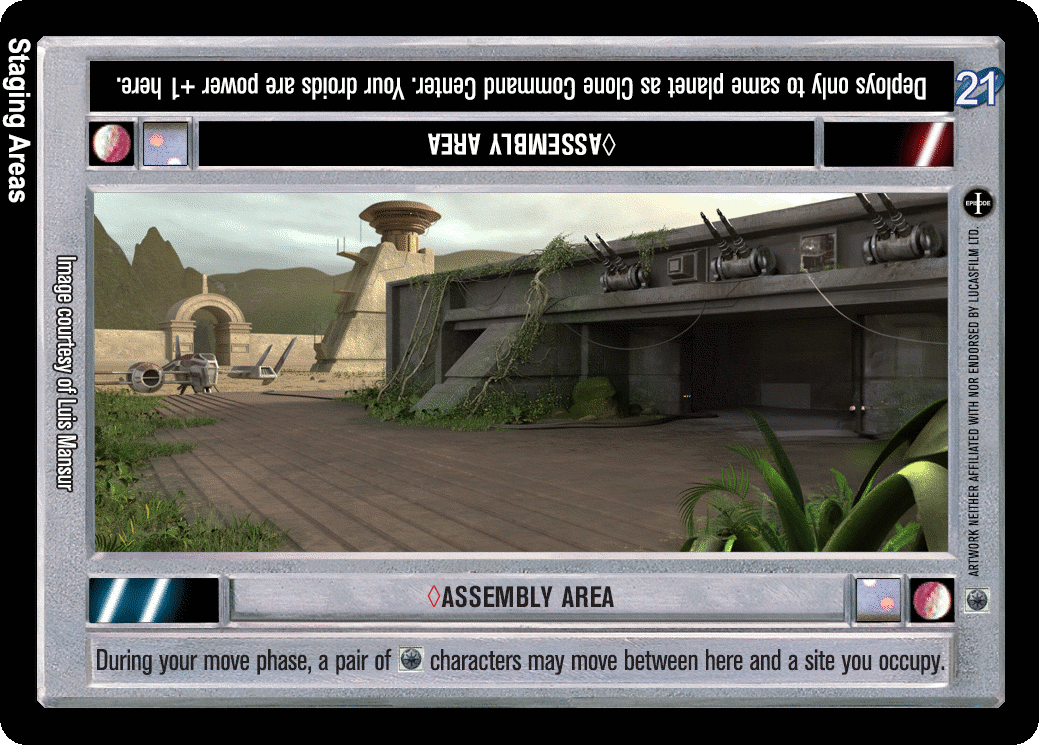 Staging Areas
Deploys only to same planet as Clone Command Center. Your droids are power +1 here.
21
◊ASSEMBLY AREA
EPISODE
I
Image courtesy of Luis Mansur
ARTWORK NEITHER AFFILIATED WITH NOR ENDORSED BY LUCASFILM LTD.
◊ASSEMBLY AREA
During your move phase, a pair of characters may move between here and a site you occupy.